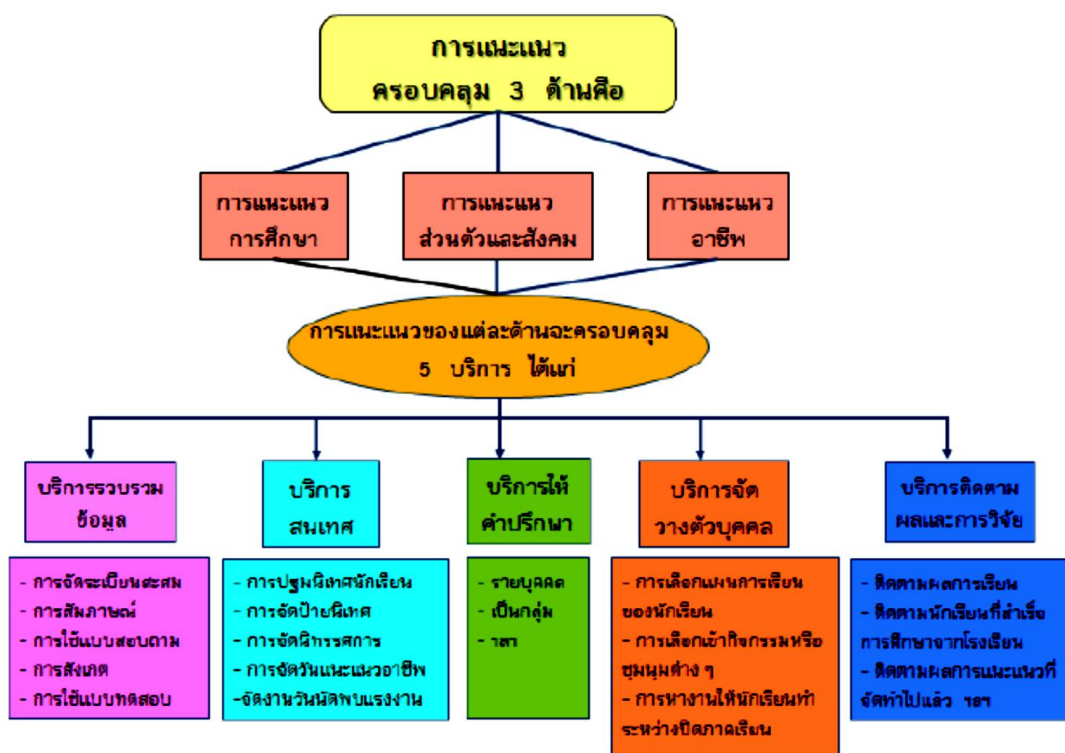 การแนะแนว
ครอบคลุม 3 ด้านคือ
การแนะแนว
การศึกษา
การแนะแนว
ส่วนตัวและสังคม
การแนะแนว
อาชีพ
การแนะแนวของแต่ละด้านจะครอบคลุม
5 บริการ ได้แก่
บริการรวบรวม
ข้อมูล
- การจัดระเบียนสะสม
- การสัมภาษณ์
- การใช้แบบสอบถาม
- การสังเกต
- การใช้แบบทดสอบ
บริการ
สนเทศ
- การปฐมนิเทศนักเรียน
- การจัดป้ายนิเทศ
- การจัดนิทรรศการ
- การจัดวันแนะแนวอาชีพ
-จัดงานวันนัดพบแรงงาน
บริการให้
คำปรึกษา
- รายบุคคล
- เป็นกลุ่ม
- ฯลฯ
บริการจัด
วางตัวบุคคล
- การเลือกแผนการเรียน
ของนักเรียน
- การเลือกเข้ากิจกรรมหรือ
ชุมนุมต่าง ๆ
- การหางานให้นักเรียนทำ
ระหว่างปิดภาคเรียน
บริการติดตาม
ผลและการวิจัย
- ติดตามผลการเรียน
- ติดตามนักเรียนที่สำเร็จ
การศึกษาจากโรงเรียน
- ติดตามผลการแนะแนวที่
จัดทำไปแล้ว ฯลฯ